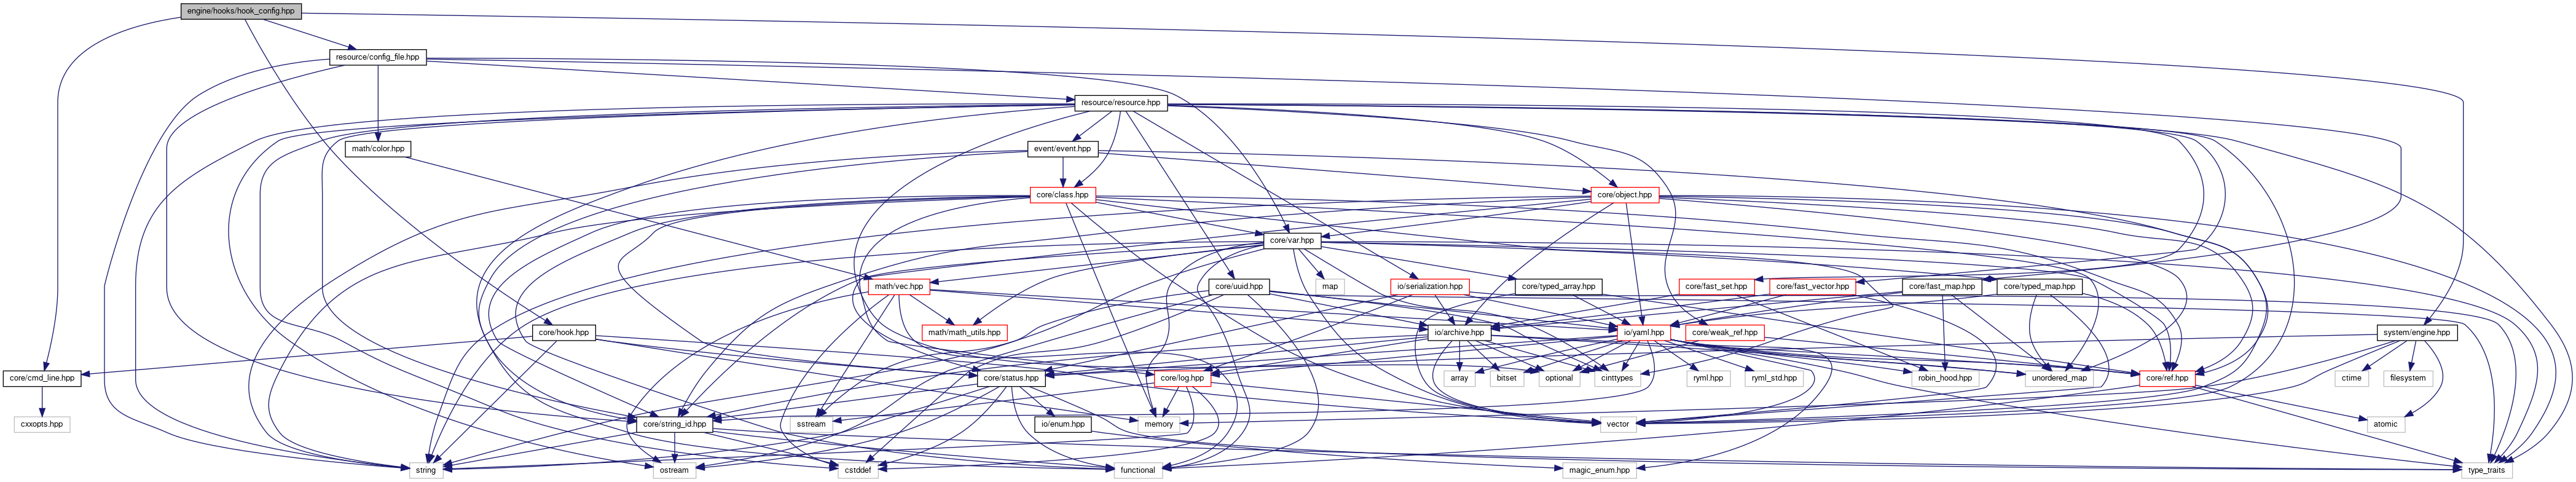 engine/hooks/hook_config.hpp
resource/config_file.hpp
resource/resource.hpp
math/color.hpp
event/event.hpp
core/class.hpp
core/object.hpp
core/var.hpp
math/vec.hpp
core/uuid.hpp
map
io/serialization.hpp
core/typed_array.hpp
core/fast_set.hpp
core/fast_vector.hpp
core/fast_map.hpp
core/typed_map.hpp
core/hook.hpp
math/math_utils.hpp
io/archive.hpp
io/yaml.hpp
core/weak_ref.hpp
system/engine.hpp
core/cmd_line.hpp
core/status.hpp
core/log.hpp
array
bitset
optional
cinttypes
ryml.hpp
ryml_std.hpp
robin_hood.hpp
unordered_map
core/ref.hpp
ctime
filesystem
cxxopts.hpp
core/string_id.hpp
sstream
io/enum.hpp
memory
vector
atomic
string
ostream
cstddef
functional
magic_enum.hpp
type_traits